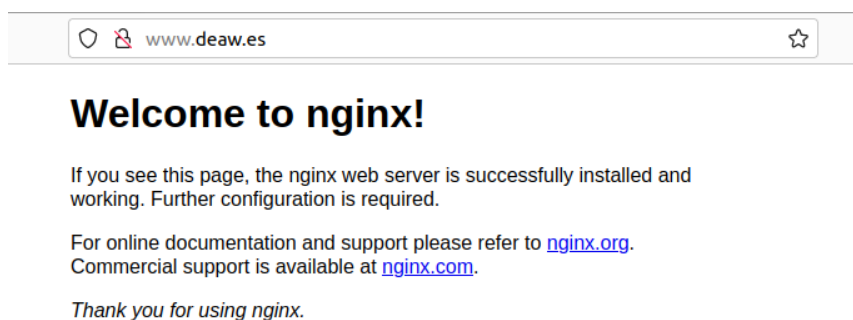 www.deaw.es
Welcome to nginx!
If you see this page, the nginx web server is successfully installed and
working. Further configuration is required.
For online documentation and support please refer to nginx.org.
Commercial support is available at nginx.com.
Thank you for using nginx.